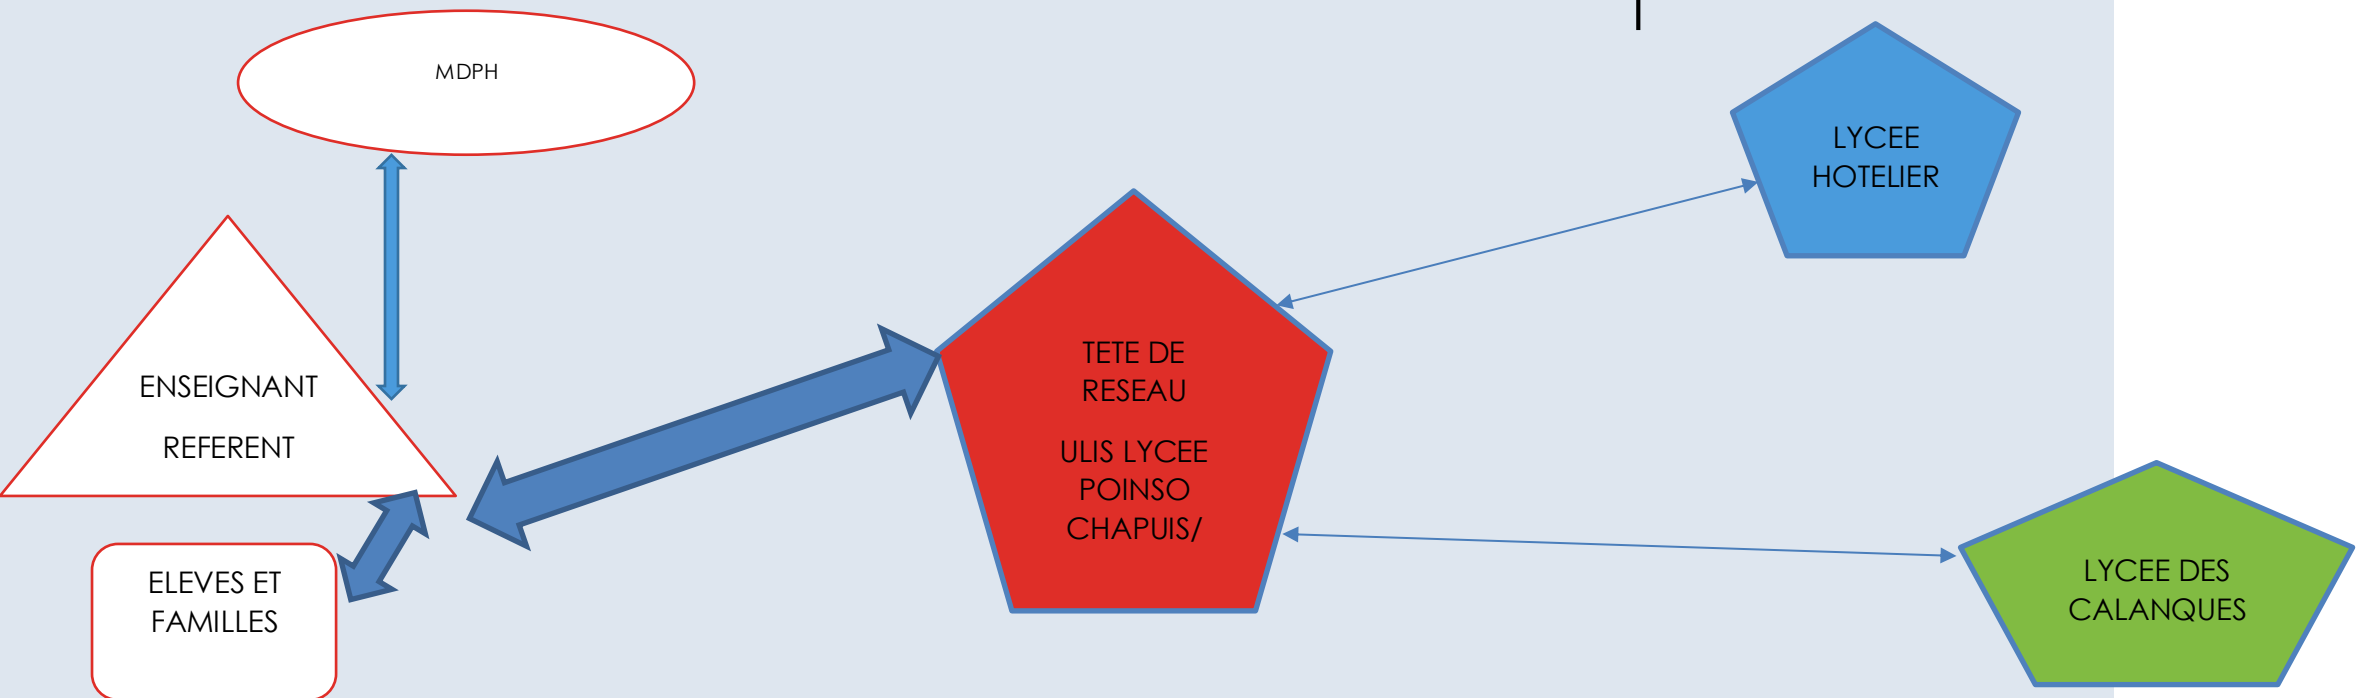 MDPH
ENSEIGNANT
REFERENT
ELEVES ET
FAMILLES
TETE DE
RESEAU
ULIS LYCEE
POINSO
CHAPUIS/
LYCEE
HOTELIER
LYCEE DES
CALANQUES